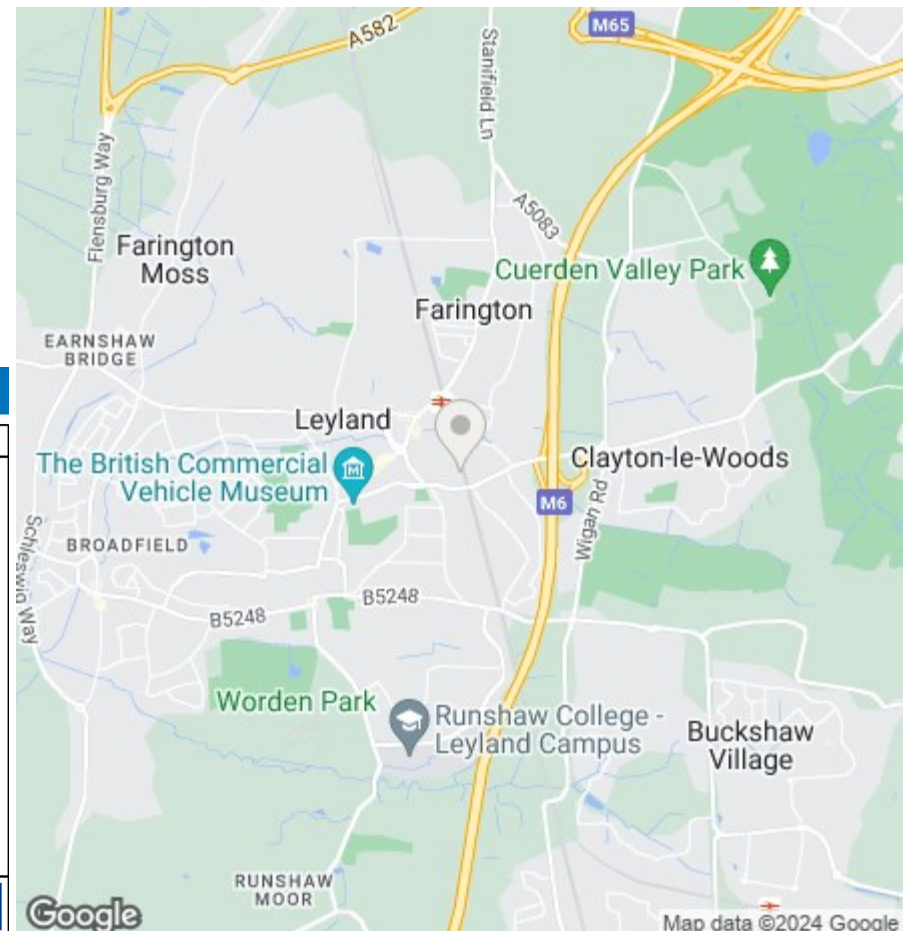 A582
M65
Stanifield Ln
Flensburg Way
A5083
Farington
Moss
Cuerden Valley Park
Farington
EARNSHAW
BRIDGE
Leyland
The British Commercial
Vehicle Museum
Clayton-le-Woods
M6
Wigan Rd
Schleswig Way
BROADFIELD
B5248
B5248
Worden Park
Runshaw College -
Leyland Campus
Buckshaw
Village
RUNSHAW
MOOR
Google
Map data ©2024 Google